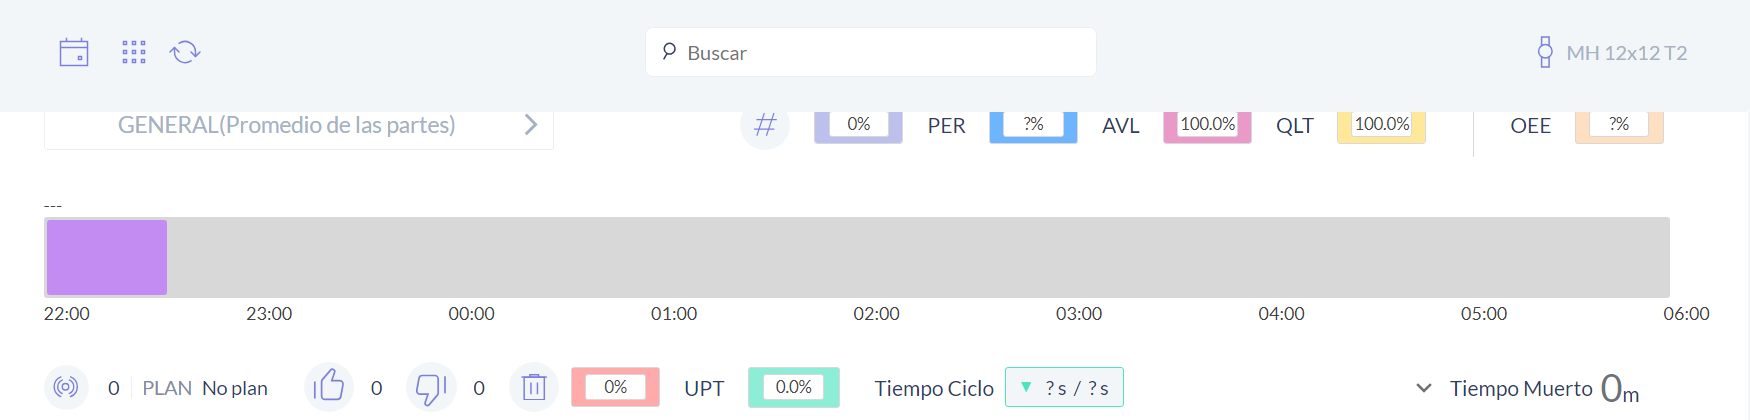 Buscar
MH 12x12 T2
GENERAL(Promedio de las partes)
# 0% PER ?% AVL 100.0% QLT 100.0% OEE ?%
---
22:00 23:00 00:00 01:00 02:00 03:00 04:00 05:00 06:00
0 PLAN No plan 0 0 0% UPT 0.0% Tiempo Ciclo ▼ ?s / ?s Tiempo Muerto 0m